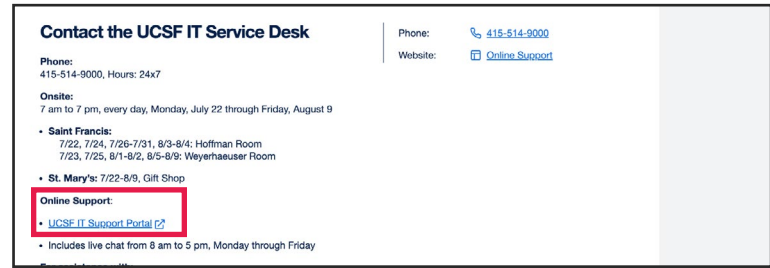 Contact the UCSF IT Service Desk
Phone:
415-514-9000, Hours: 24x7
Onsite:
7 am to 7 pm, every day, Monday, July 22 through Friday, August 9
• Saint Francis:
7/22, 7/24, 7/26-7/31, 8/3-8/4: Hoffman Room
7/23, 7/25, 8/1-8/2, 8/5-8/9: Weyerhaeuser Room
• St. Mary's: 7/22-8/9, Gift Shop
Online Support:
• UCSF IT Support Portal
• Includes live chat from 8 am to 5 pm, Monday through Friday
Phone: 415-514-9000
Website: Online Support